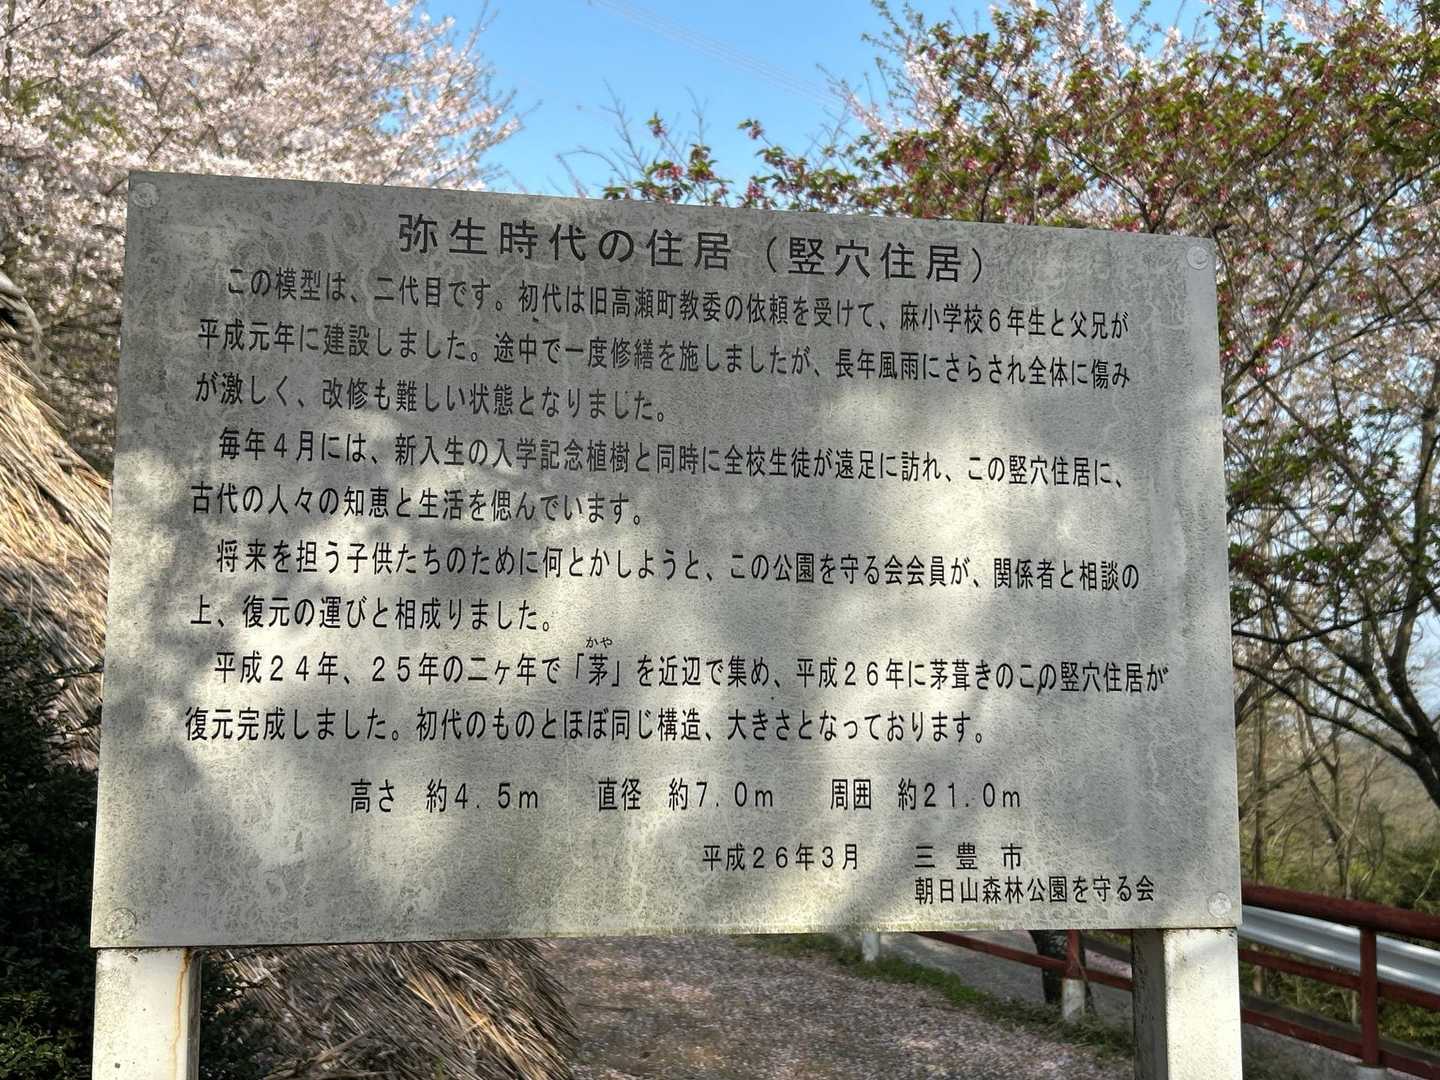 弥生時代の住居（竪穴住居）
この模型は、二代目です。初代は旧高瀬町教委の依頼を受けて、麻小学校６年生と父兄が
平成元年に建設しました。途中で一度修繕を施しましたが、長年風雨にさらされ全体に傷み
が激しく、改修も難しい状態となりました。
毎年４月には、新入生の入学記念植樹と同時に全校生徒が遠足に訪れ、この竪穴住居に、
古代の人々の知恵と生活を偲んでいます。
将来を担う子供たちのために何とかしようと、この公園を守る会会員が、関係者と相談の
上、復元の運びと相成りました。
かや
平成２４年、２５年の二ヶ年で「茅」を近辺で集め、平成２６年に茅葺きのこの竪穴住居が
復元完成しました。初代のものとほぼ同じ構造、大きさとなっております。
高さ　約４．５ｍ　　直径　約７．０ｍ　　周囲　約２１．０ｍ
平成２６年３月　　三　豊　市
朝日山森林公園を守る会